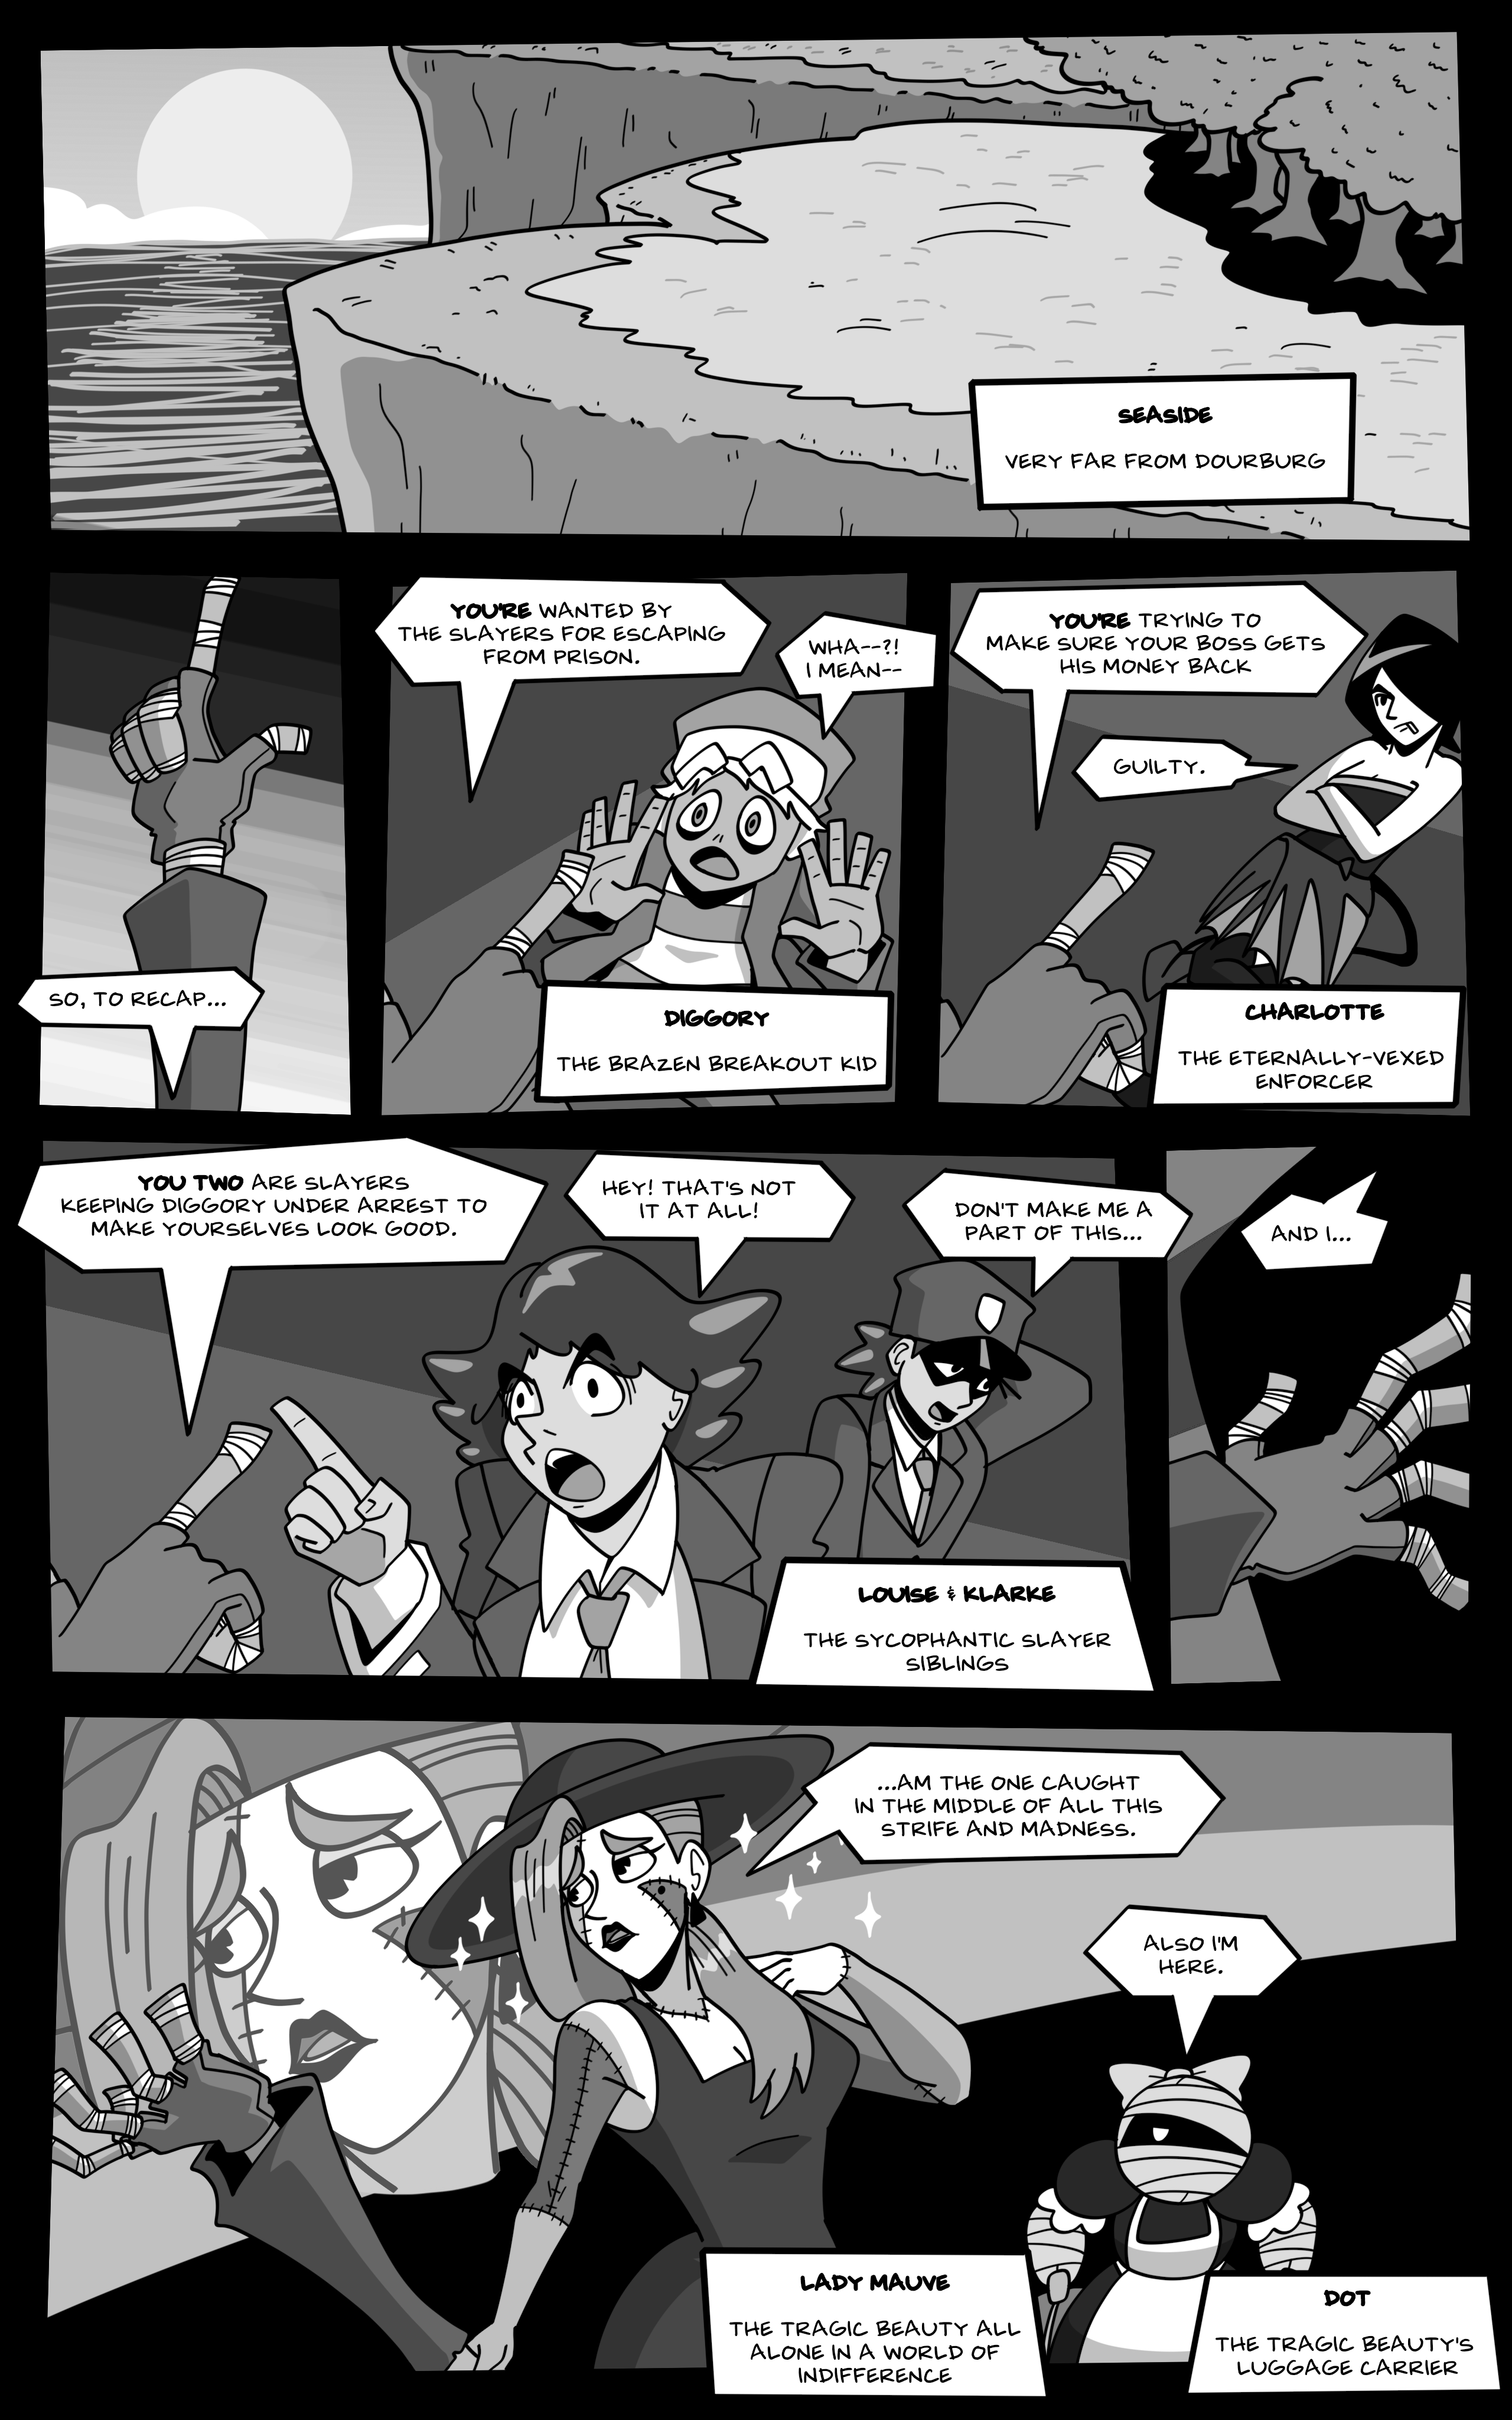 SEASIDE
VERY FAR FROM DOURBURG
SO, TO RECAP...
YOU'RE WANTED BY
THE SLAYERS FOR ESCAPING
FROM PRISON.
WHA--?!
I MEAN--
DIGGORY
THE BRAZEN BREAKOUT KID
YOU'RE TRYING TO
MAKE SURE YOUR BOSS GETS
HIS MONEY BACK
GUILTY.
CHARLOTTE
THE ETERNALLY-VEXED
ENFORCER
YOU TWO ARE SLAYERS
KEEPING DIGGORY UNDER ARREST TO
MAKE YOURSELVES LOOK GOOD.
HEY! THAT'S NOT
IT AT ALL!
DON'T MAKE ME A
PART OF THIS...
LOUISE & KLARKE
THE SYCOPHANTIC SLAYER
SIBLINGS
AND I...
...AM THE ONE CAUGHT
IN THE MIDDLE OF ALL THIS
STRIFE AND MADNESS.
ALSO I'M
HERE.
LADY MAUVE
THE TRAGIC BEAUTY ALL
ALONE IN A WORLD OF
INDIFFERENCE
DOT
THE TRAGIC BEAUTY'S
LUGGAGE CARRIER